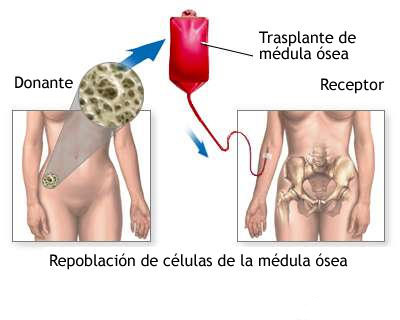 Trasplante de
médula ósea
Donante
Receptor
Repoblación de células de la médula ósea